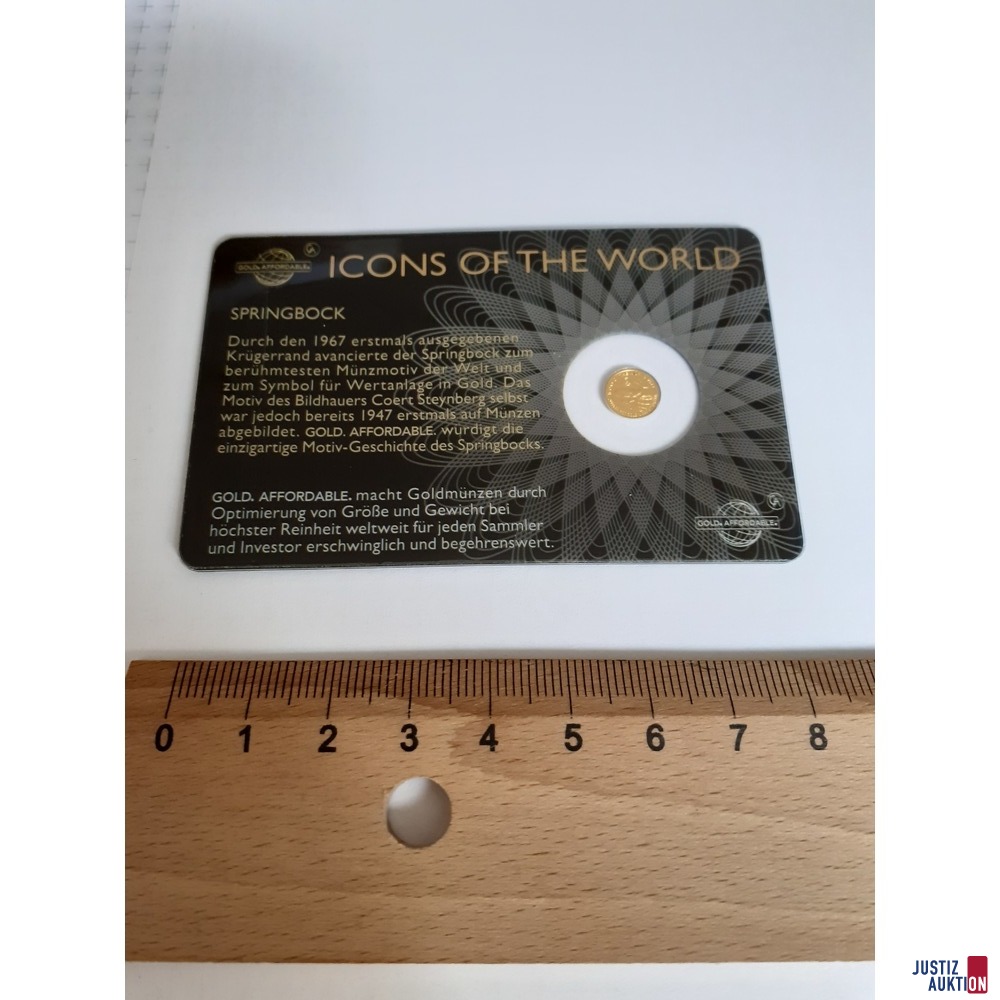 GOLD. AFFORDABLE.
ICONS OF THE WORLD
SPRINGBOCK
Durch den 1967 erstmals ausgegebenen
Krügerrand avancierte der Springbock zum
berühmtesten Münzmotiv der Welt und
zum Symbol für Wertanlage in Gold. Das
Motiv des Bildhauers Coert Steynberg selbst
war jedoch bereits 1947 erstmals auf Münzen
abgebildet. GOLD. AFFORDABLE. würdigt die
einzigartige Motiv-Geschichte des Springbocks.
GOLD. AFFORDABLE. macht Goldmünzen durch
Optimierung von Größe und Gewicht bei
höchster Reinheit weltweit für jeden Sammler
und Investor erschwinglich und begehrenswert.
GOLD. AFFORDABLE.
0 1 2 3 4 5 6 7 8
JUSTIZ
AUKTION